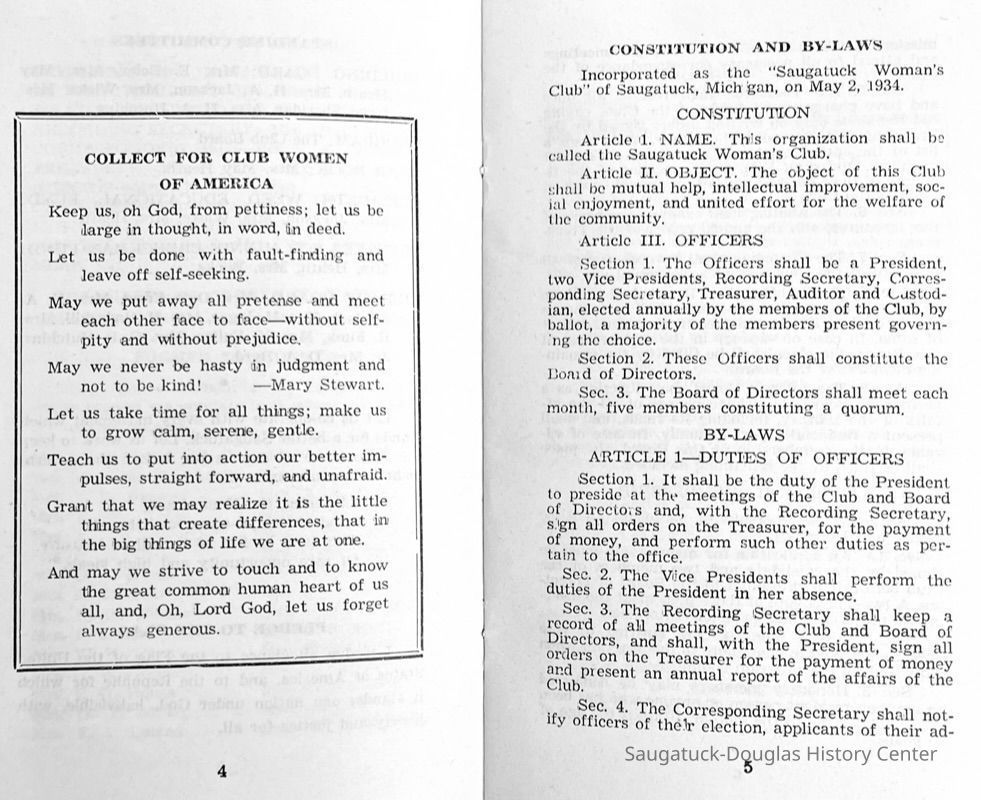 COLLECT FOR CLUB WOMEN
OF AMERICA
Keep us, oh God, from pettiness; let us be
large in thought, in word, in deed.
Let us be done with fault-finding and
leave off self-seeking.
May we put away all pretense and meet
each other face to face—without self-
pity and without prejudice.
May we never be hasty in judgment and
not to be kind! —Mary Stewart.
Let us take time for all things; make us
to grow calm, serene, gentle.
Teach us to put into action our better im-
pulses, straight forward, and unafraid.
Grant that we may realize it is the little
things that create differences, that in
the big things of life we are at one.
And may we strive to touch and to know
the great common human heart of us
all, and, Oh, Lord God, let us forget
always generous.
4
CONSTITUTION AND BY-LAWS
Incorporated as the "Saugatuck Woman's
Club" of Saugatuck, Mich gan, on May 2, 1934.
CONSTITUTION
Article 1. NAME. This organization shall be
called the Saugatuck Woman's Club.
Article II. OBJECT. The object of this Club
shall be mutual help, intellectual improvement, soc-
ial enjoyment, and united effort for the welfare of
the community.
Article III. OFFICERS
Section 1. The Officers shall be a President,
two Vice Presidents, Recording Secretary, Corres-
ponding Secretary, Treasurer, Auditor and Custod-
ian, elected annually by the members of the Club, by
ballot, a majority of the members present govern-
ing the choice.
Section 2. These Officers shall constitute the
Board of Directors.
Sec. 3. The Board of Directors shall meet each
month, five members constituting a quorum.
BY-LAWS
ARTICLE 1—DUTIES OF OFFICERS
Section 1. It shall be the duty of the President
to preside at the meetings of the Club and Board
of Directors and, with the Recording Secretary,
sign all orders on the Treasurer, for the payment
of money, and perform such other duties as per-
tain to the office.
Sec. 2. The Vice Presidents shall perform the
duties of the President in her absence.
Sec. 3. The Recording Secretary shall keep a
record of all meetings of the Club and Board of
Directors, and shall, with the President, sign all
orders on the Treasurer for the payment of money
and present an annual report of the affairs of the
Club.
Sec. 4. The Corresponding Secretary shall not-
ify officers of their election, applicants of their ad-
Saugatuck-Douglas History Center
5